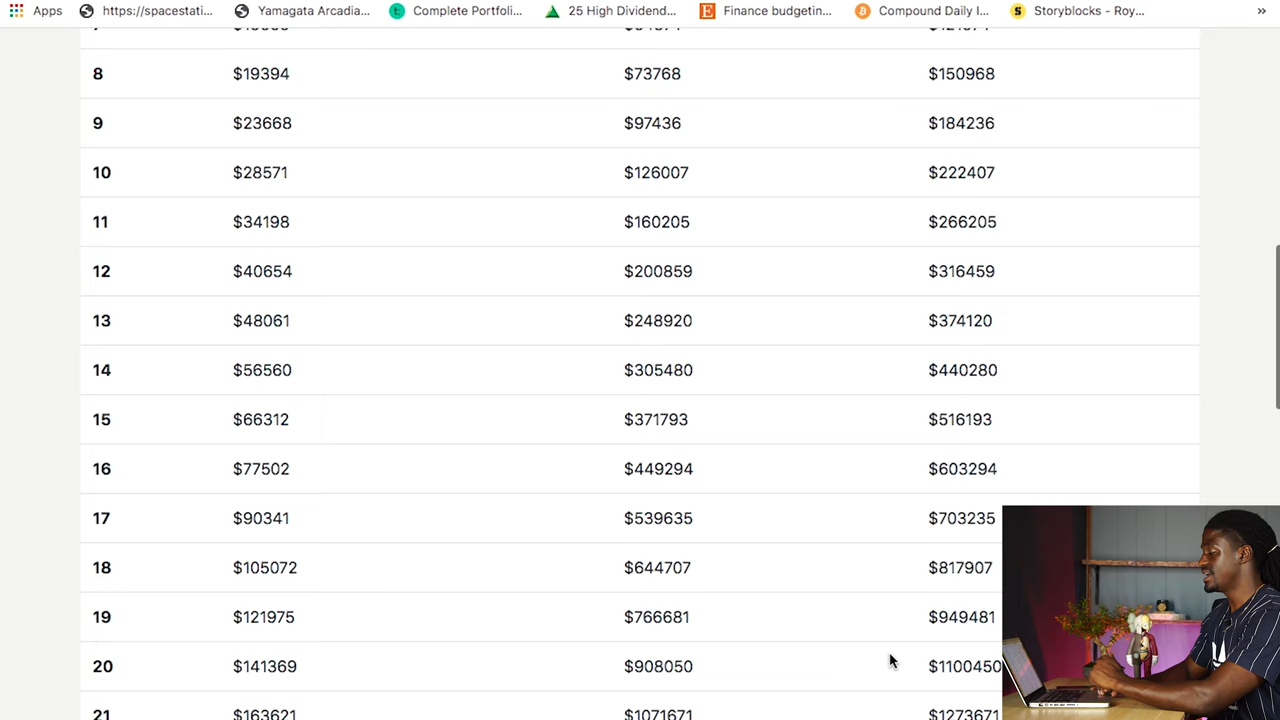 Apps https://spacestati... Yamagata Arcadia... Complete Portfoli... 25 High Dividend... Finance budgetin... Compound Daily I... Storyblocks - Roy... »
8 $19394 $73768 $150968
9 $23668 $97436 $184236
10 $28571 $126007 $222407
11 $34198 $160205 $266205
12 $40654 $200859 $316459
13 $48061 $248920 $374120
14 $56560 $305480 $440280
15 $66312 $371793 $516193
16 $77502 $449294 $603294
17 $90341 $539635 $703235
18 $105072 $644707 $817907
19 $121975 $766681 $949481
20 $141369 $908050 $1100450
21 $163621 $1071671 $1273671